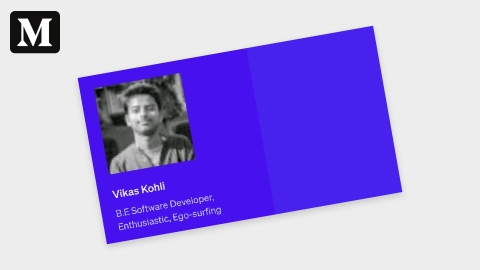 M
Vikas Kohli
B.E Software Developer,
Enthusiastic, Ego-surfing